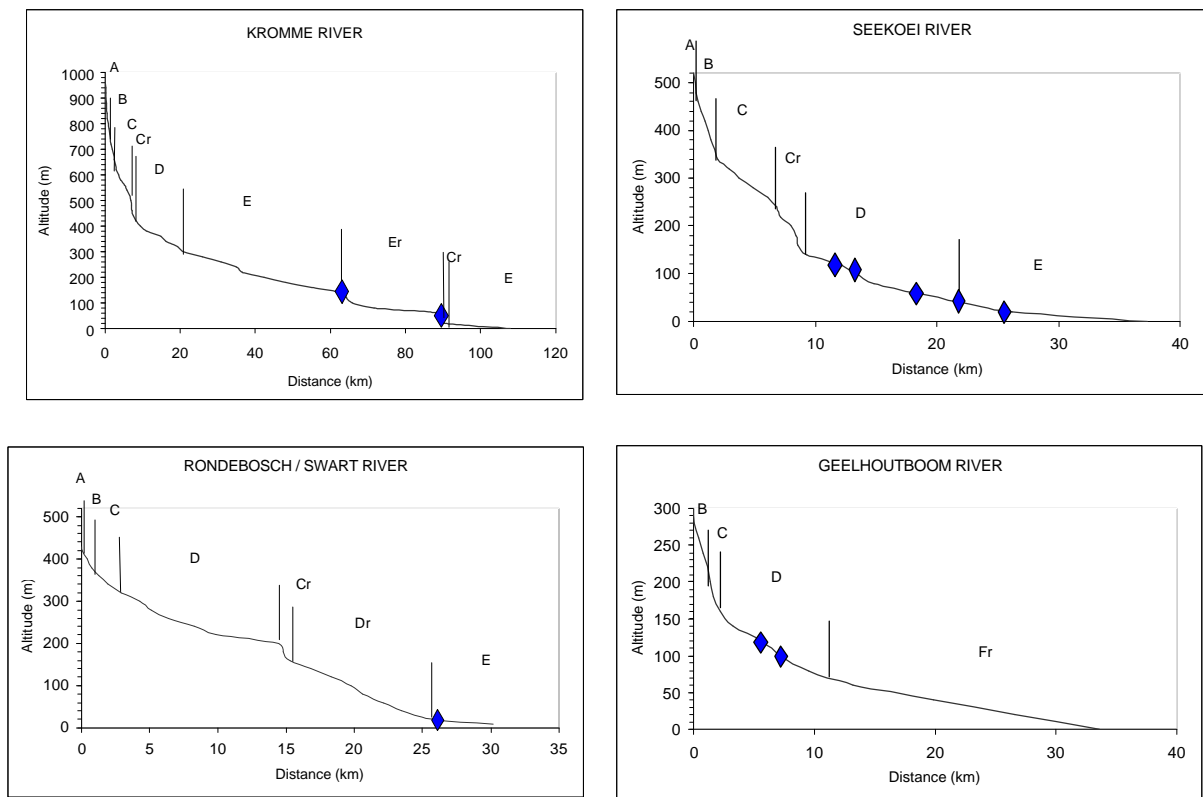 KROMME RIVER
A
B
C
Cr
D
E
Er
Cr
E
1000
900
800
700
600
500
400
300
200
100
0
Altitude (m)
0 20 40 60 80 100 120
Distance (km)
SEEKOEI RIVER
A
B
C
Cr
D
E
500
400
300
200
100
0
Altitude (m)
0 10 20 30 40
Distance (km)
RONDEBOSCH / SWART RIVER
A
B
C
D
Cr
Dr
E
500
400
300
200
100
0
Altitude (m)
0 5 10 15 20 25 30 35
Distance (km)
GEELHOUTBOOM RIVER
B
C
D
Fr
300
250
200
150
100
50
0
Altitude (m)
0 10 20 30 40
Distance (km)